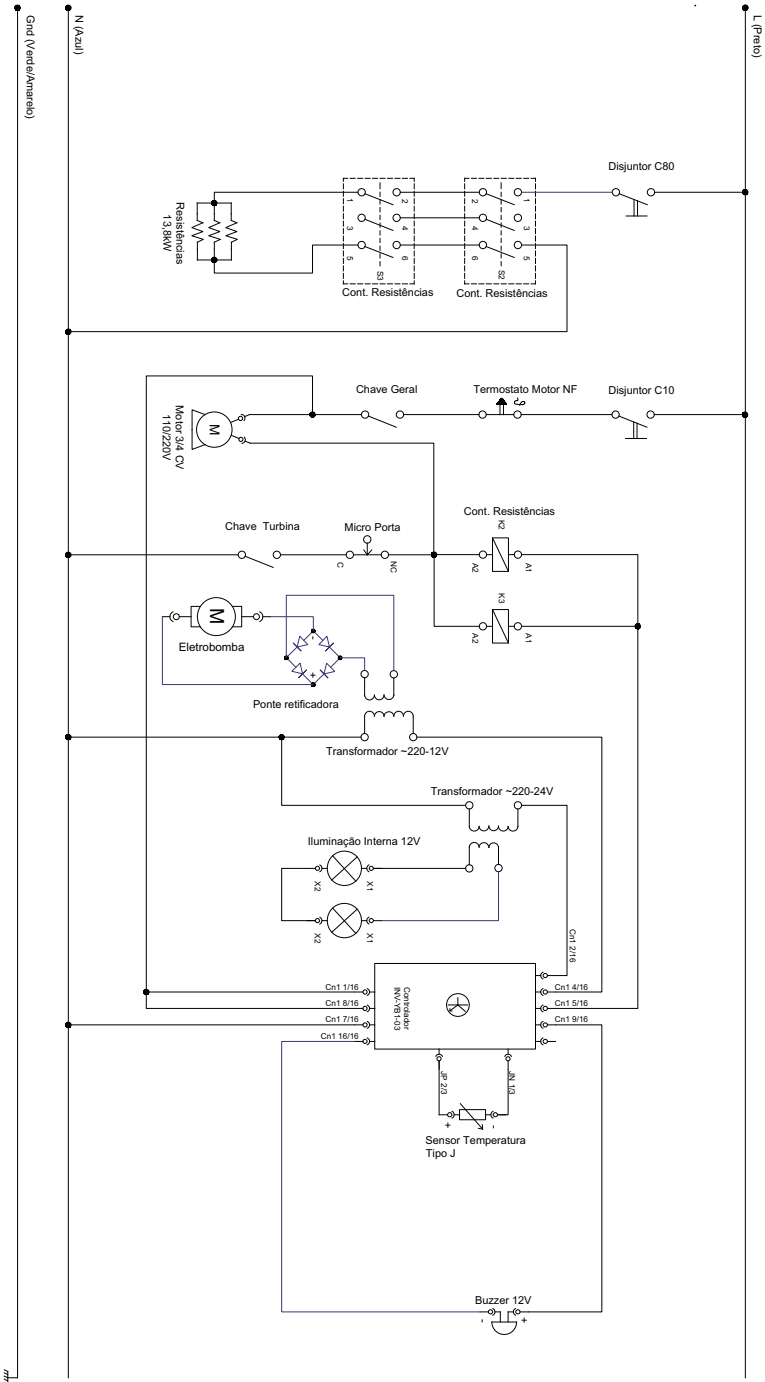 Gnd (Verde/Amarelo)
N (Azul)
L (Preto)
Disjuntor C80
1
2
3
4
5
6
S3
2
1
4
3
6
5
S2
Cont. Resistências
Cont. Resistências
Resistências
13,8kW
Chave Geral
Termostato Motor NF
Disjuntor C10
M
Motor 3/4 CV
110/220V
Cont. Resistências
K2
Chave  Turbina
Micro Porta
C
NC
A2
A1
K3
A2
A1
M
Eletrobomba
-
+
Ponte retificadora
Transformador ~220-12V
Transformador ~220-24V
Iluminação Interna 12V
X2
X1
X2
X1
Cn1 2/16
Cn1 1/16
Cn1 8/16
Cn1 7/16
Cn1 16/16
Controlador
INV-YB1-03
Cn1 4/16
Cn1 5/16
Cn1 9/16
JP 2/3
JN 1/3
+
-
Sensor Temperatura
Tipo J
Buzzer 12V
-
+